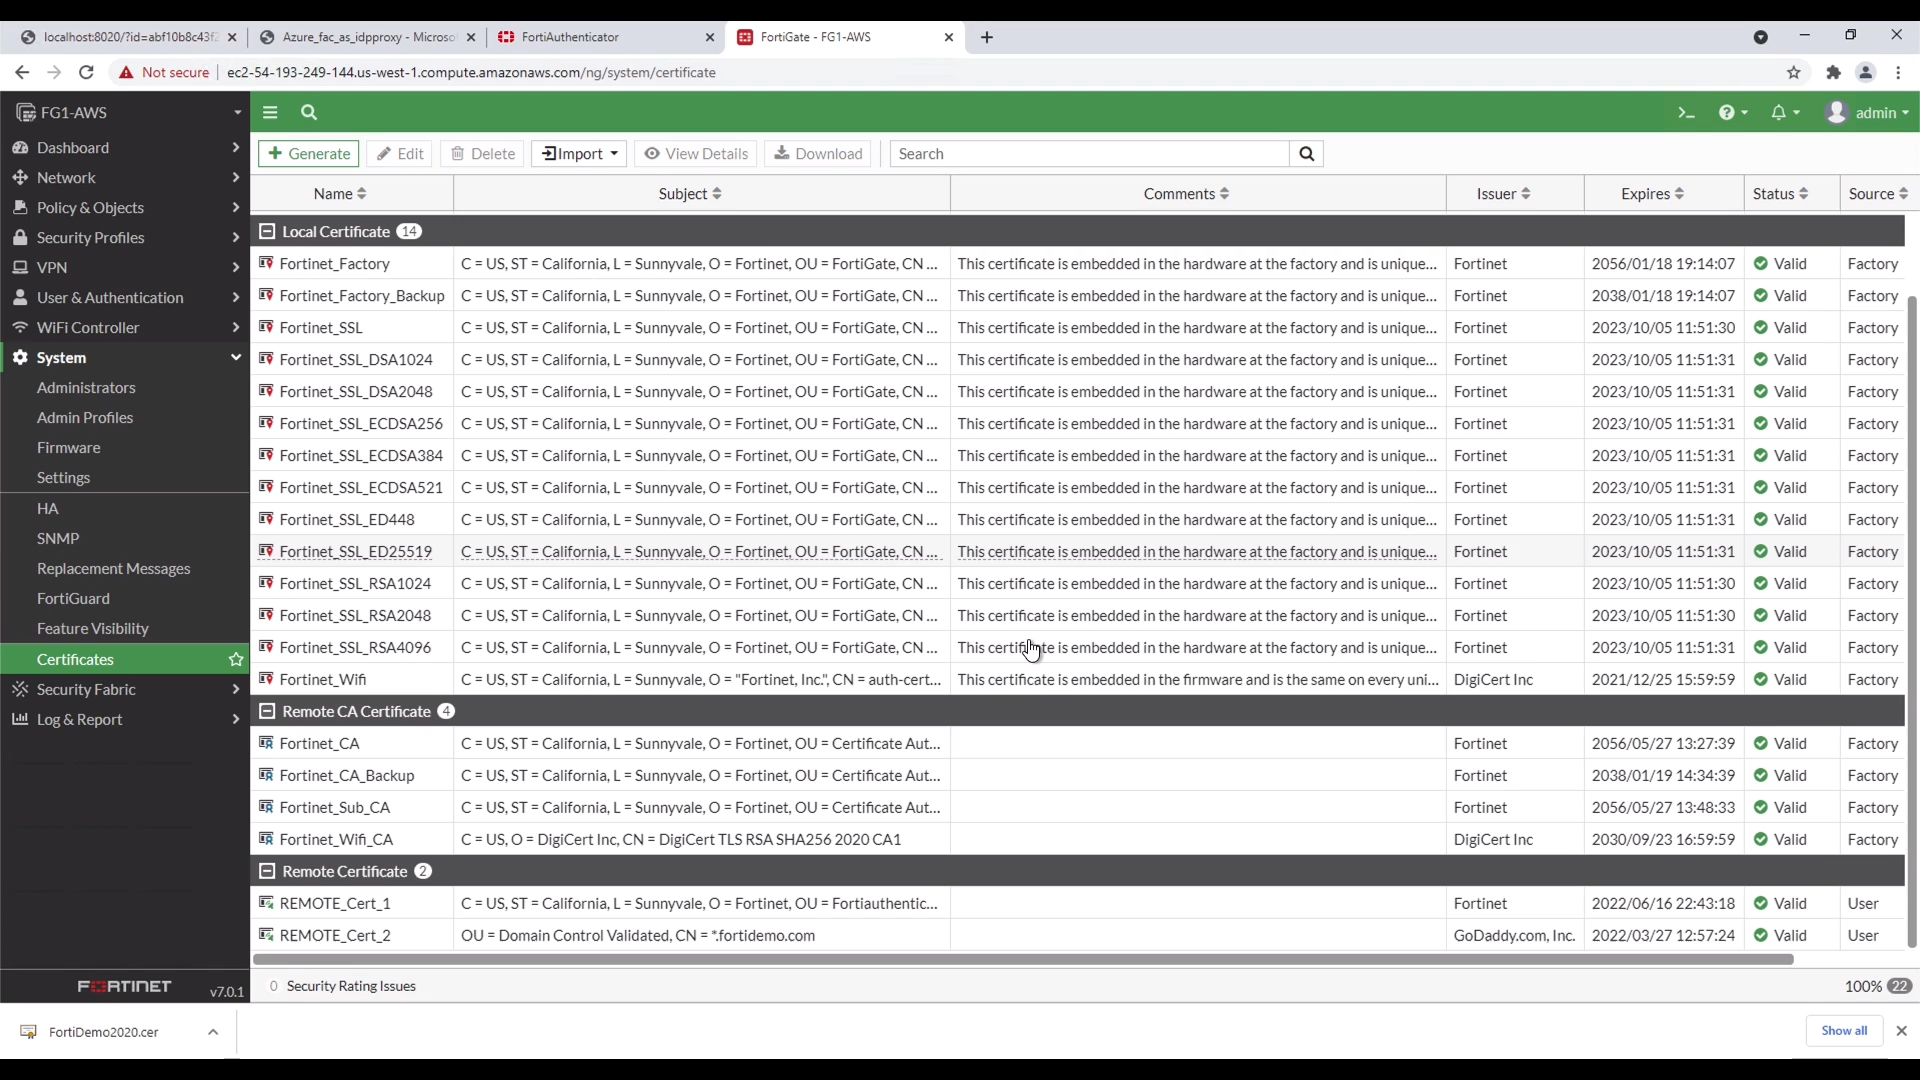 localhost:8020/?id=abf10b8c43f2
Azure_fac_as_idpproxy - Microso
FortiAuthenticator
FortiGate - FG1-AWS
Not secure ec2-54-193-249-144.us-west-1.compute.amazonaws.com/ng/system/certificate
FG1-AWS
admin
Dashboard
Network
Policy & Objects
Security Profiles
VPN
User & Authentication
WiFi Controller
System
Administrators
Admin Profiles
Firmware
Settings
HA
SNMP
Replacement Messages
FortiGuard
Feature Visibility
Certificates
Security Fabric
Log & Report
FORTINET v7.0.1
Generate Edit Delete Import View Details Download Search
Name Subject Comments Issuer Expires Status Source
Local Certificate 14
Fortinet_Factory C = US, ST = California, L = Sunnyvale, O = Fortinet, OU = FortiGate, CN ... This certificate is embedded in the hardware at the factory and is unique... Fortinet 2056/01/18 19:14:07 Valid Factory
Fortinet_Factory_Backup C = US, ST = California, L = Sunnyvale, O = Fortinet, OU = FortiGate, CN ... This certificate is embedded in the hardware at the factory and is unique... Fortinet 2038/01/18 19:14:07 Valid Factory
Fortinet_SSL C = US, ST = California, L = Sunnyvale, O = Fortinet, OU = FortiGate, CN ... This certificate is embedded in the hardware at the factory and is unique... Fortinet 2023/10/05 11:51:30 Valid Factory
Fortinet_SSL_DSA1024 C = US, ST = California, L = Sunnyvale, O = Fortinet, OU = FortiGate, CN ... This certificate is embedded in the hardware at the factory and is unique... Fortinet 2023/10/05 11:51:31 Valid Factory
Fortinet_SSL_DSA2048 C = US, ST = California, L = Sunnyvale, O = Fortinet, OU = FortiGate, CN ... This certificate is embedded in the hardware at the factory and is unique... Fortinet 2023/10/05 11:51:31 Valid Factory
Fortinet_SSL_ECDSA256 C = US, ST = California, L = Sunnyvale, O = Fortinet, OU = FortiGate, CN ... This certificate is embedded in the hardware at the factory and is unique... Fortinet 2023/10/05 11:51:31 Valid Factory
Fortinet_SSL_ECDSA384 C = US, ST = California, L = Sunnyvale, O = Fortinet, OU = FortiGate, CN ... This certificate is embedded in the hardware at the factory and is unique... Fortinet 2023/10/05 11:51:31 Valid Factory
Fortinet_SSL_ECDSA521 C = US, ST = California, L = Sunnyvale, O = Fortinet, OU = FortiGate, CN ... This certificate is embedded in the hardware at the factory and is unique... Fortinet 2023/10/05 11:51:31 Valid Factory
Fortinet_SSL_ED448 C = US, ST = California, L = Sunnyvale, O = Fortinet, OU = FortiGate, CN ... This certificate is embedded in the hardware at the factory and is unique... Fortinet 2023/10/05 11:51:31 Valid Factory
Fortinet_SSL_ED25519 C = US, ST = California, L = Sunnyvale, O = Fortinet, OU = FortiGate, CN ... This certificate is embedded in the hardware at the factory and is unique... Fortinet 2023/10/05 11:51:31 Valid Factory
Fortinet_SSL_RSA1024 C = US, ST = California, L = Sunnyvale, O = Fortinet, OU = FortiGate, CN ... This certificate is embedded in the hardware at the factory and is unique... Fortinet 2023/10/05 11:51:30 Valid Factory
Fortinet_SSL_RSA2048 C = US, ST = California, L = Sunnyvale, O = Fortinet, OU = FortiGate, CN ... This certificate is embedded in the hardware at the factory and is unique... Fortinet 2023/10/05 11:51:30 Valid Factory
Fortinet_SSL_RSA4096 C = US, ST = California, L = Sunnyvale, O = Fortinet, OU = FortiGate, CN ... This certificate is embedded in the hardware at the factory and is unique... Fortinet 2023/10/05 11:51:31 Valid Factory
Fortinet_Wifi C = US, ST = California, L = Sunnyvale, O = "Fortinet, Inc.", CN = auth-cert... This certificate is embedded in the firmware and is the same on every uni... DigiCert Inc 2021/12/25 15:59:59 Valid Factory
Remote CA Certificate 4
Fortinet_CA C = US, ST = California, L = Sunnyvale, O = Fortinet, OU = Certificate Aut... Fortinet 2056/05/27 13:27:39 Valid Factory
Fortinet_CA_Backup C = US, ST = California, L = Sunnyvale, O = Fortinet, OU = Certificate Aut... Fortinet 2038/01/19 14:34:39 Valid Factory
Fortinet_Sub_CA C = US, ST = California, L = Sunnyvale, O = Fortinet, OU = Certificate Aut... Fortinet 2056/05/27 13:48:33 Valid Factory
Fortinet_Wifi_CA C = US, O = DigiCert Inc, CN = DigiCert TLS RSA SHA256 2020 CA1 DigiCert Inc 2030/09/23 16:59:59 Valid Factory
Remote Certificate 2
REMOTE_Cert_1 C = US, ST = California, L = Sunnyvale, O = Fortinet, OU = Fortiauthentic... Fortinet 2022/06/16 22:43:18 Valid User
REMOTE_Cert_2 OU = Domain Control Validated, CN = *.fortidemo.com GoDaddy.com, Inc. 2022/03/27 12:57:24 Valid User
0 Security Rating Issues 100% 22
FortiDemo2020.cer Show all